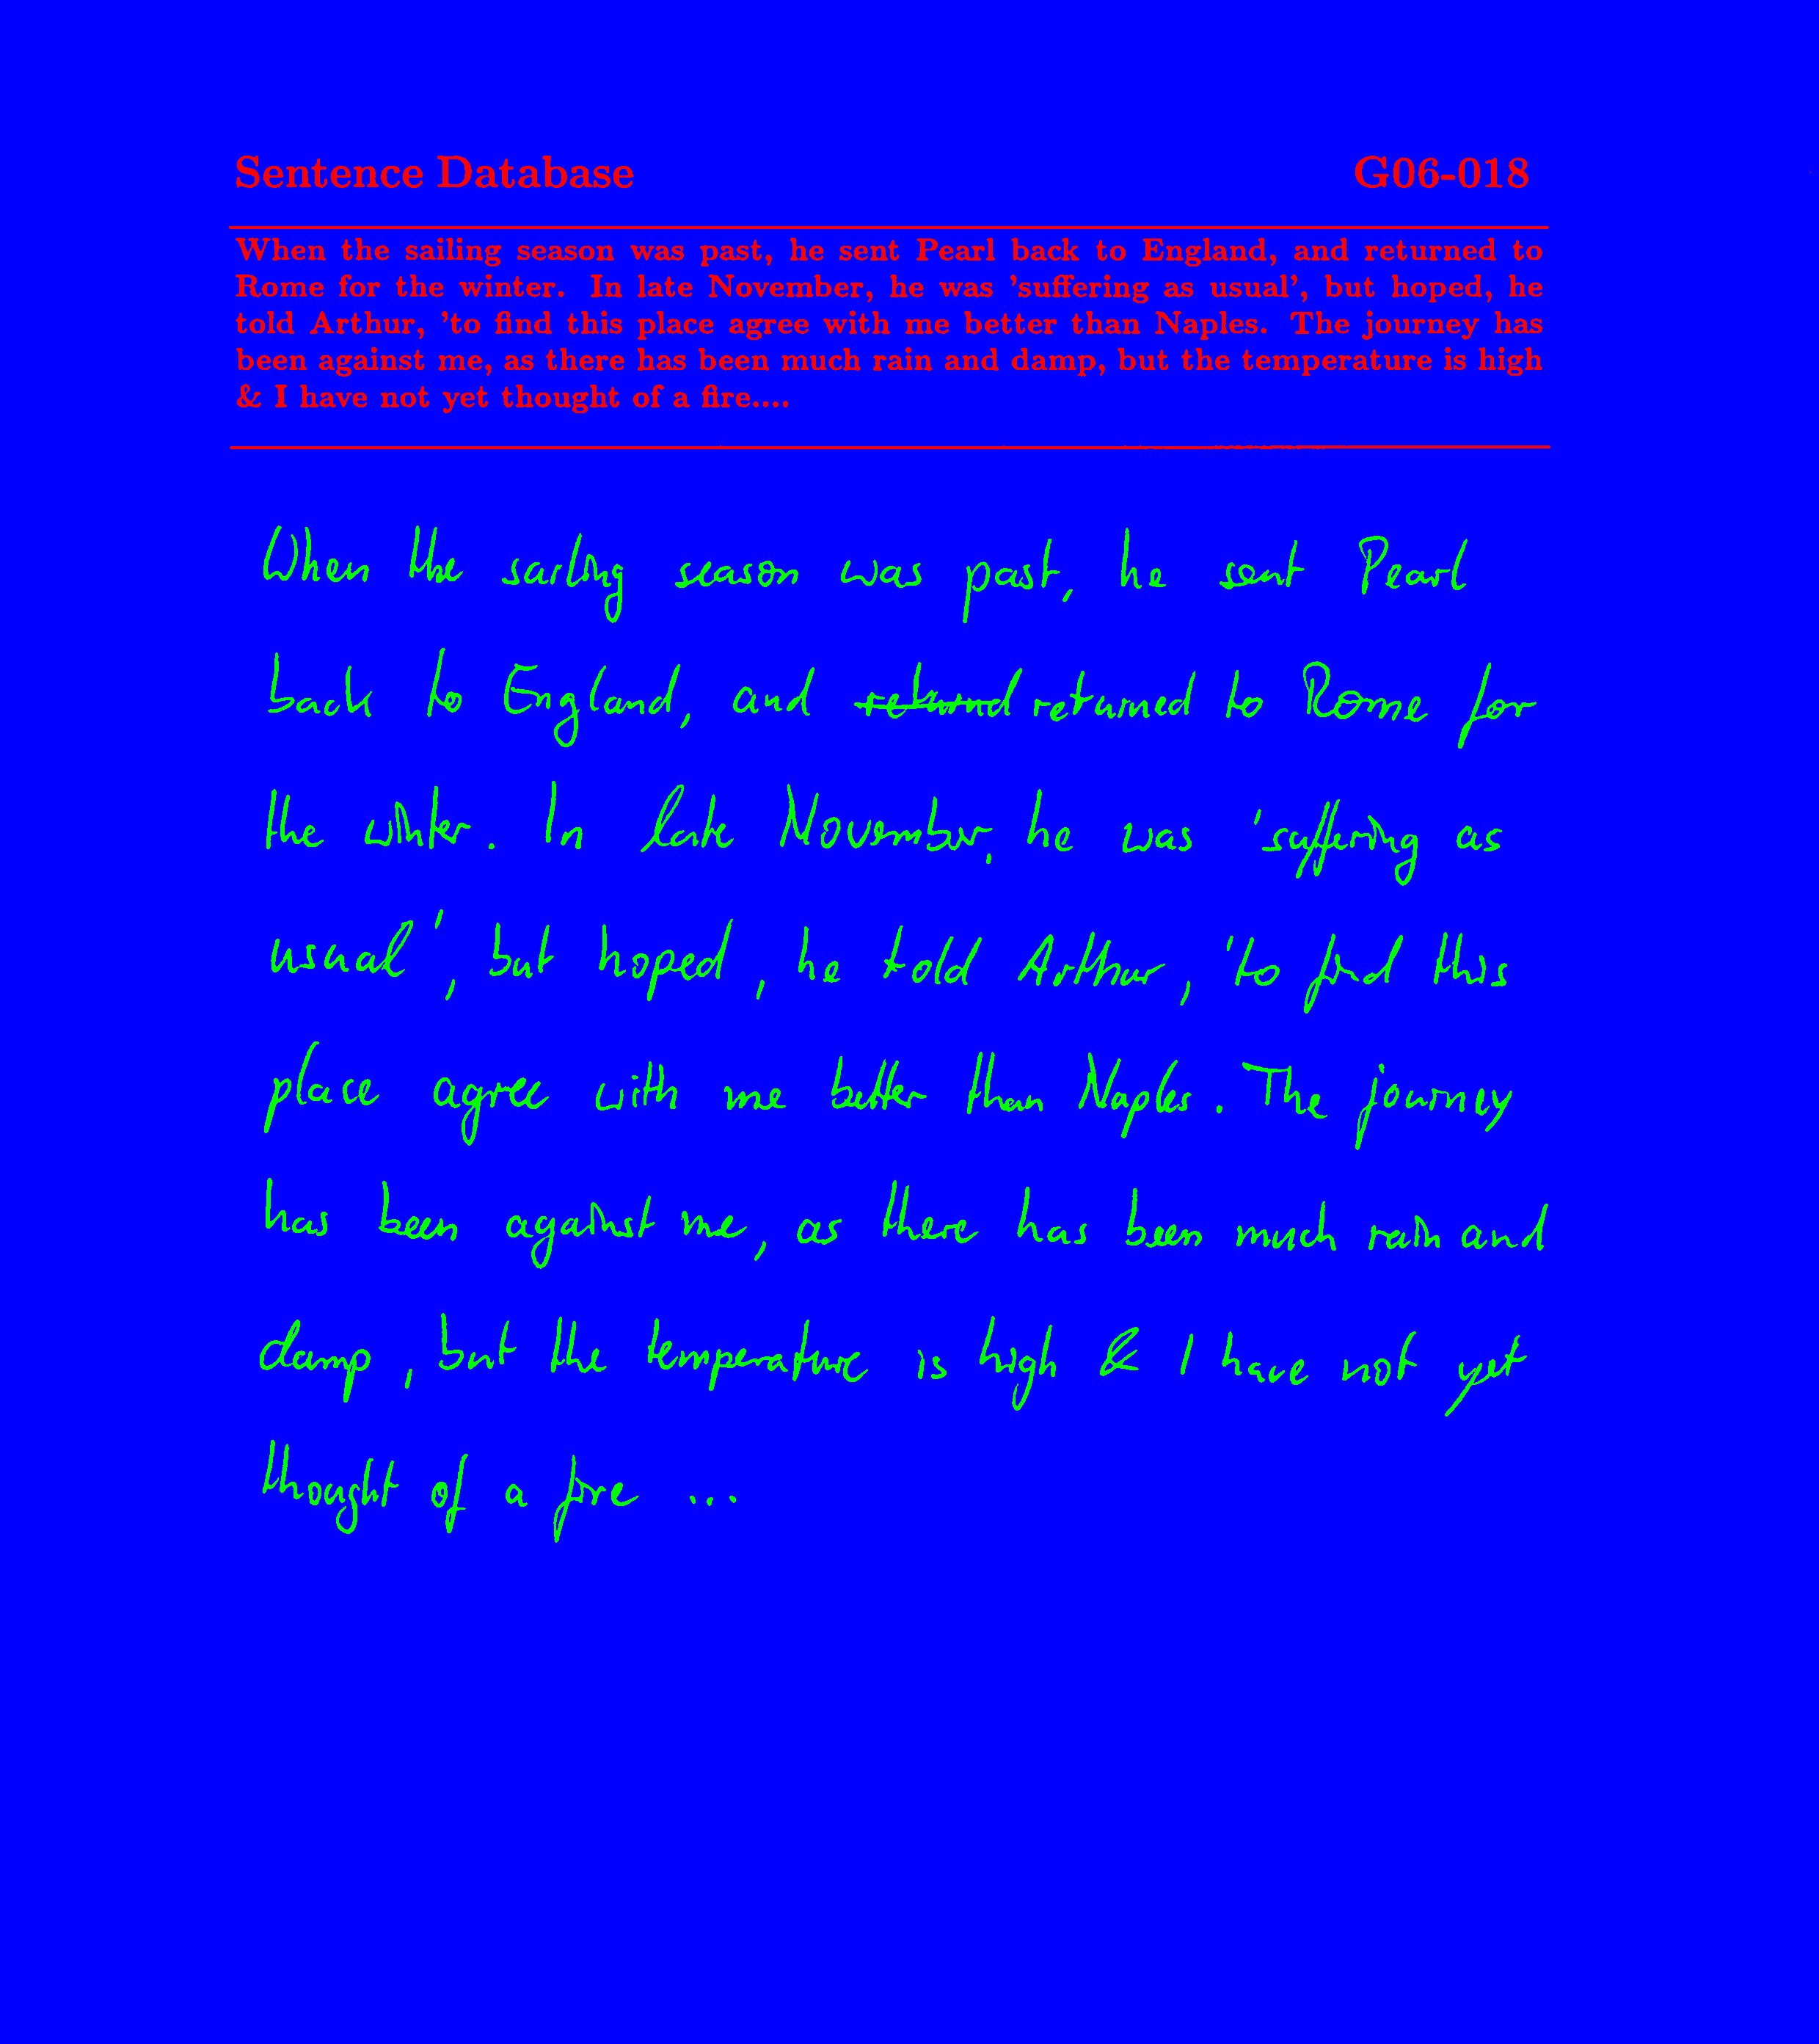 Sentence Database G06-018
When the sailing season was past, he sent Pearl back to England, and returned to
Rome for the winter. In late November, he was 'suffering as usual', but hoped, he
told Arthur, 'to find this place agree with me better than Naples. The journey has
been against me, as there has been much rain and damp, but the temperature is high
& I have not yet thought of a fire....
When the sailing season was past, he sent Pearl
back to England, and returnd returned to Rome for
the winter. In late November, he was 'suffering as
usual', but hoped, he told Arthur, 'to find this
place agree with me better than Naples. The journey
has been against me, as there has been much rain and
damp, but the temperature is high & I have not yet
thought of a fire ...